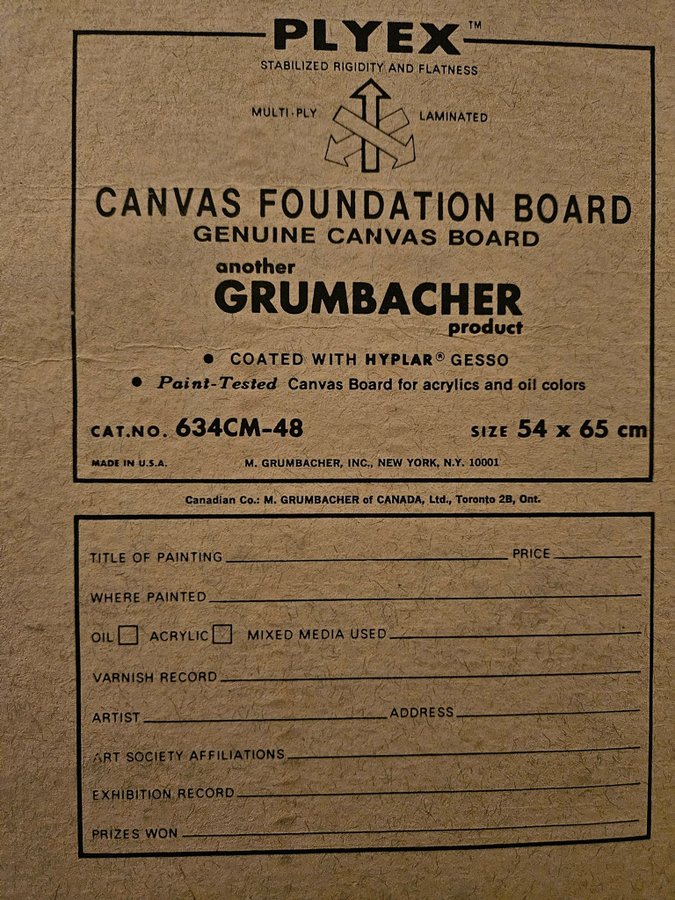 PLYEX™
STABILIZED RIGIDITY AND FLATNESS
MULTI-PLY LAMINATED
CANVAS FOUNDATION BOARD
GENUINE CANVAS BOARD
another
GRUMBACHER
product
• COATED WITH HYPLAR® GESSO
• Paint-Tested Canvas Board for acrylics and oil colors
CAT.NO. 634CM-48 SIZE 54 x 65 cm
MADE IN U.S.A. M. GRUMBACHER, INC., NEW YORK, N.Y. 10001
Canadian Co.: M. GRUMBACHER of CANADA, Ltd., Toronto 2B, Ont.
TITLE OF PAINTING PRICE
WHERE PAINTED
OIL ACRYLIC MIXED MEDIA USED
VARNISH RECORD
ARTIST ADDRESS
ART SOCIETY AFFILIATIONS
EXHIBITION RECORD
PRIZES WON